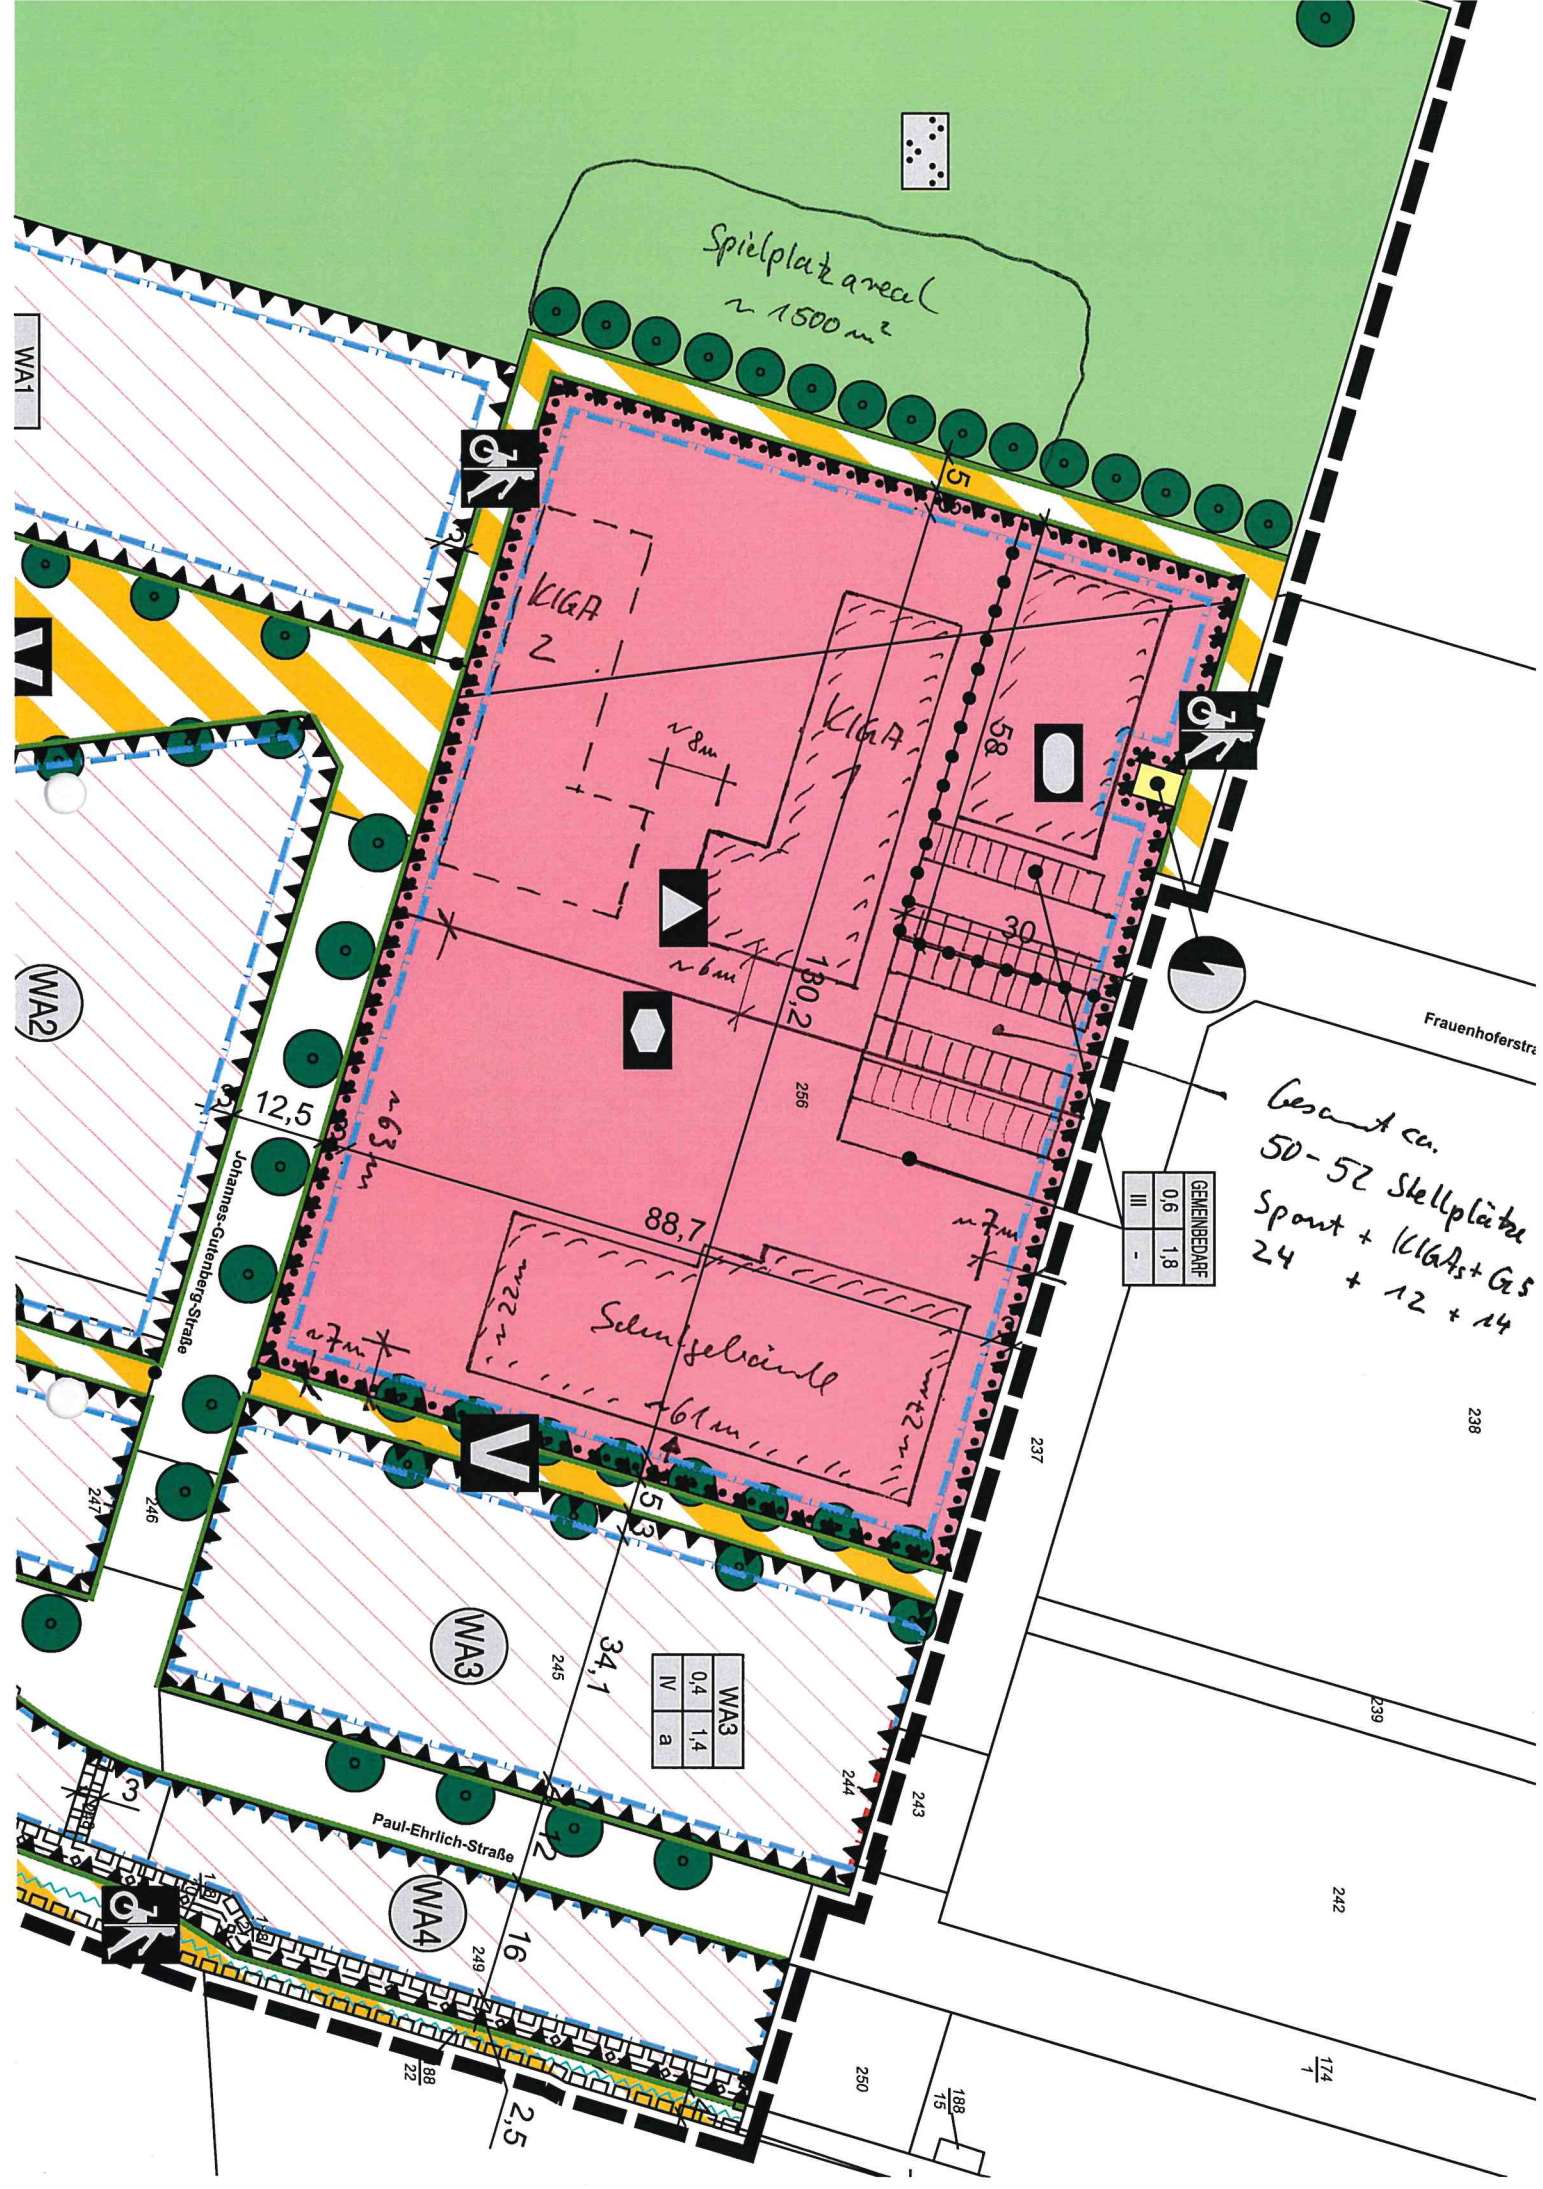 Spielplatzareal
~ 1500 m²
WA1
5
3
3
KIGA
2
KIGA
58
~8m
V
30
~6m
130,2
WA2
Frauenhoferstra
256
12,5
3
3
~63m
Johannes-Gutenberg-Straße
88,7
~7m
GEMEINBEDARF
0,6 1,8
III -
Gesamt ca.
50-52 Stellplätze
Sport + KIGAs + GS
24 + 12 + 14
~22m
Schulgebäude
~22m
~7m
~61m
V
5
3
237
238
247
246
WA3
245
34,1
WA3
0,4 1,4
IV a
244
243
239
242
3
Paul-Ehrlich-Straße
12
WA4
16
249
88
22
2,5
250
188
15
174
1